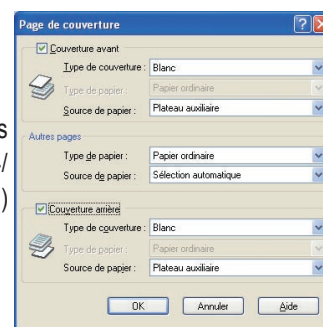 Page de couverture
Couverture avant
Type de couverture : Blanc
Type de papier : Papier ordinaire
Source de papier : Plateau auxiliaire
s
Autres pages
/
Type de papier : Papier ordinaire
)
Source de papier : Sélection automatique
Couverture arrière
Type de couverture : Blanc
Type de papier : Papier ordinaire
Source de papier : Plateau auxiliaire
OK Annuler Aide